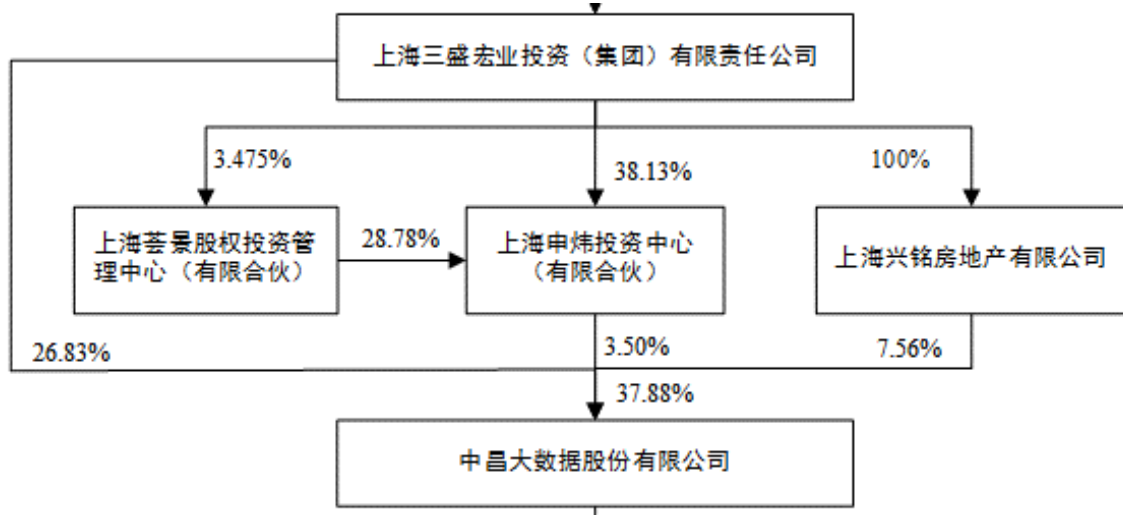 上海三盛宏业投资（集团）有限责任公司
3.475%
38.13%
100%
上海荟景股权投资管
理中心（有限合伙）
28.78%
上海申炜投资中心
（有限合伙）
上海兴铭房地产有限公司
26.83%
3.50%
7.56%
37.88%
中昌大数据股份有限公司